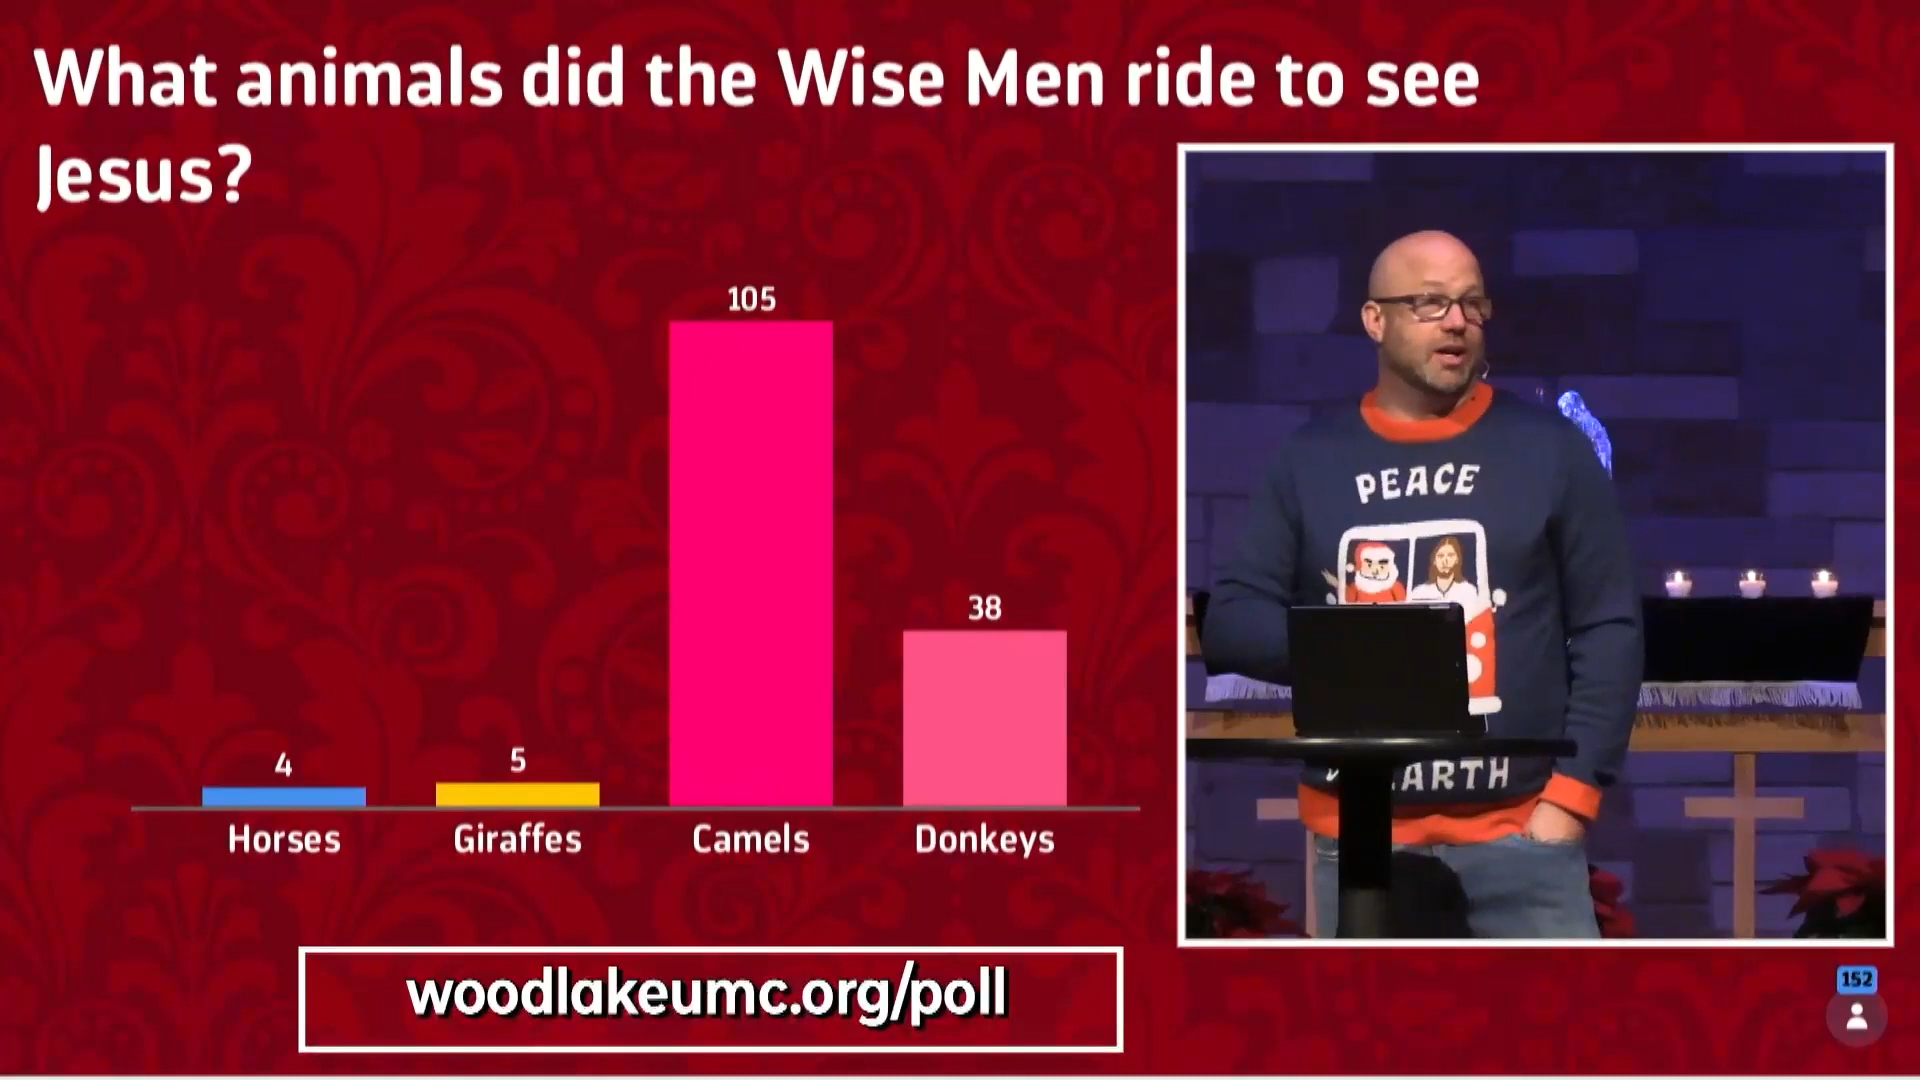 What animals did the Wise Men ride to see
Jesus?
105
38
4
5
Horses
Giraffes
Camels
Donkeys
PEACE
ARTH
woodlakeumc.org/poll
152